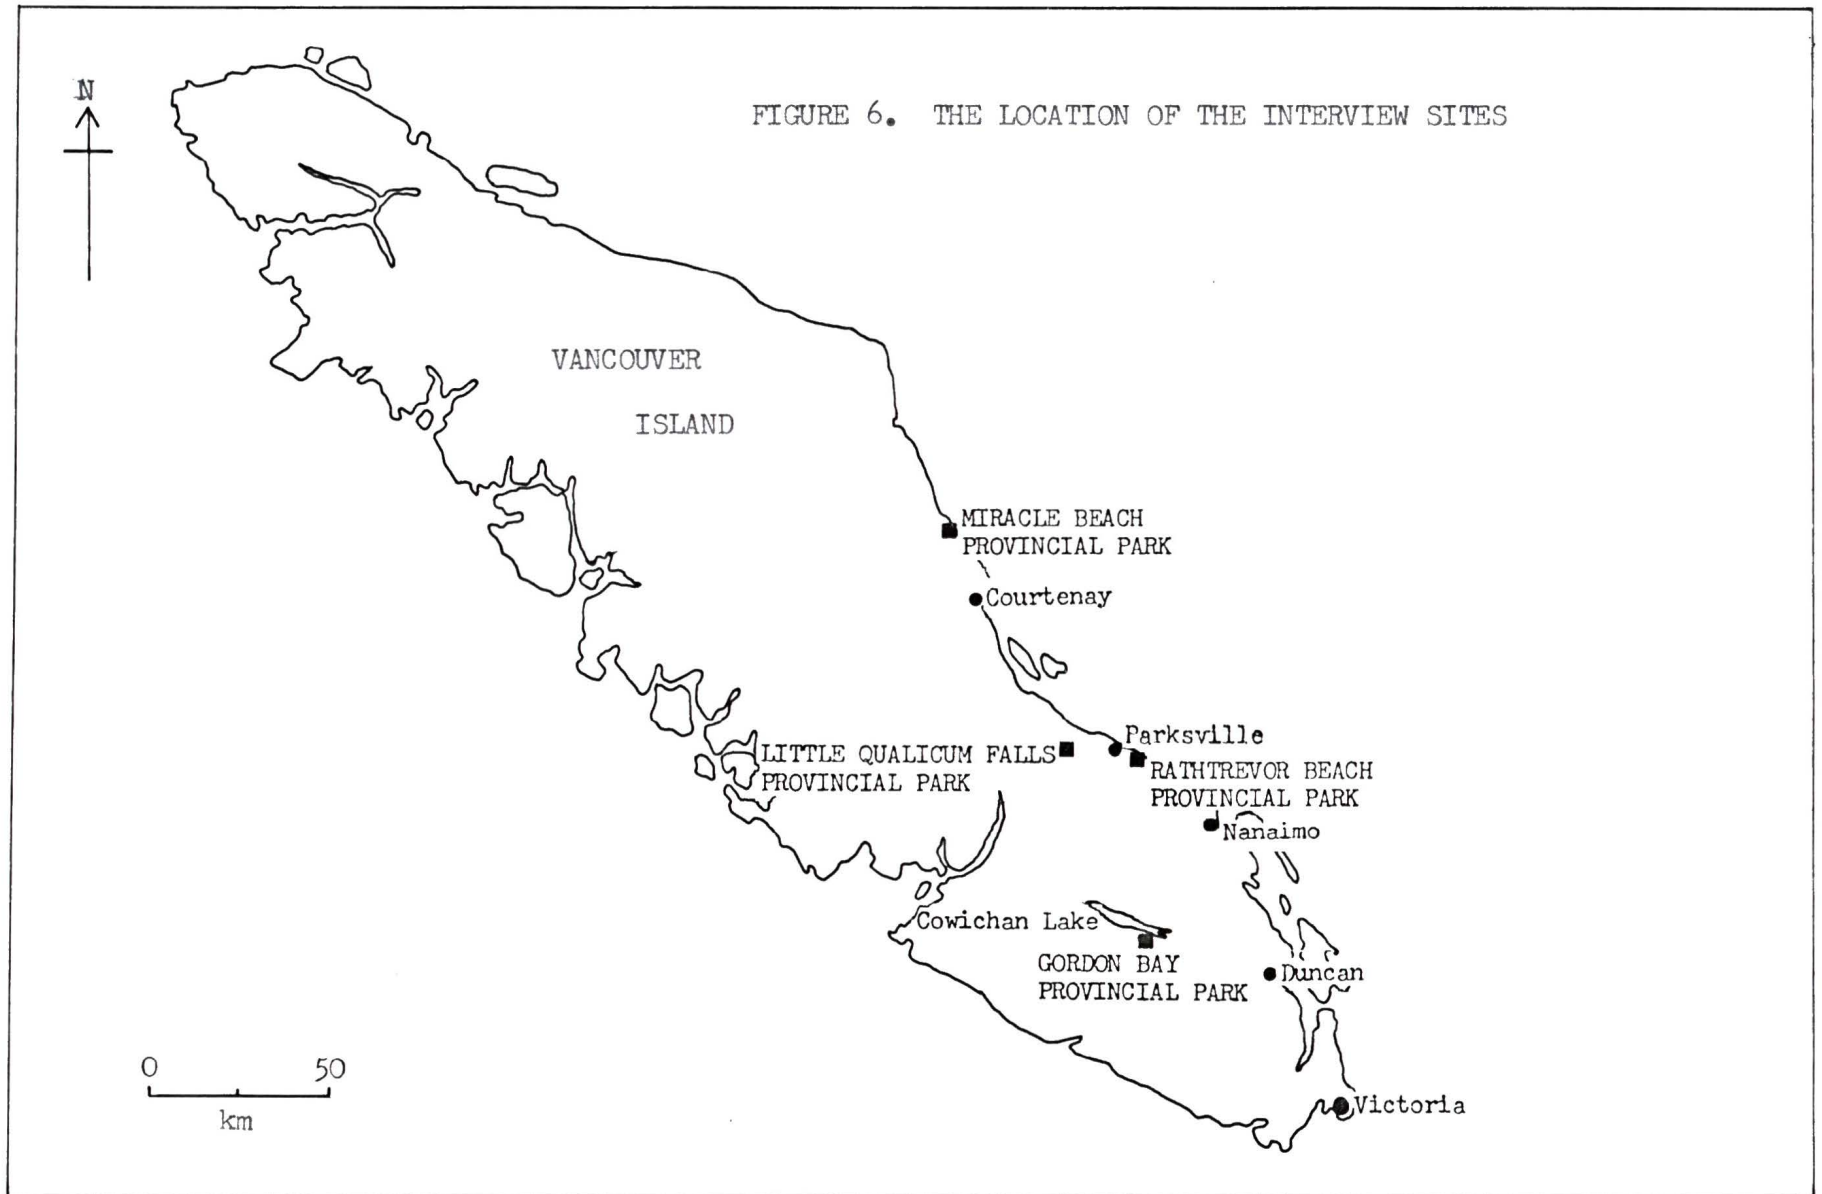 N
FIGURE 6. THE LOCATION OF THE INTERVIEW SITES
VANCOUVER
ISLAND
MIRACLE BEACH
PROVINCIAL PARK
Courtenay
Parksville
LITTLE QUALICUM FALLS
PROVINCIAL PARK
RATHTREVOR BEACH
PROVINCIAL PARK
Nanaimo
Cowichan Lake
GORDON BAY
PROVINCIAL PARK
Duncan
0 50
km
Victoria